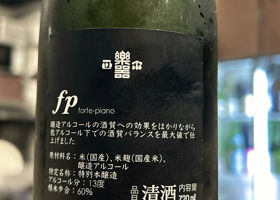 fp
forte-piano
醸造アルコールの酒質への効果をはかりながら
低アルコール下での酒質バランスを最大値で仕
上げました。
原材料名：米(国産)、米麹(国産米)、
醸造アルコール
特定名称：特別本醸造
アルコール分：13度
精米歩合：60%
品目 清酒
内容量 720ml